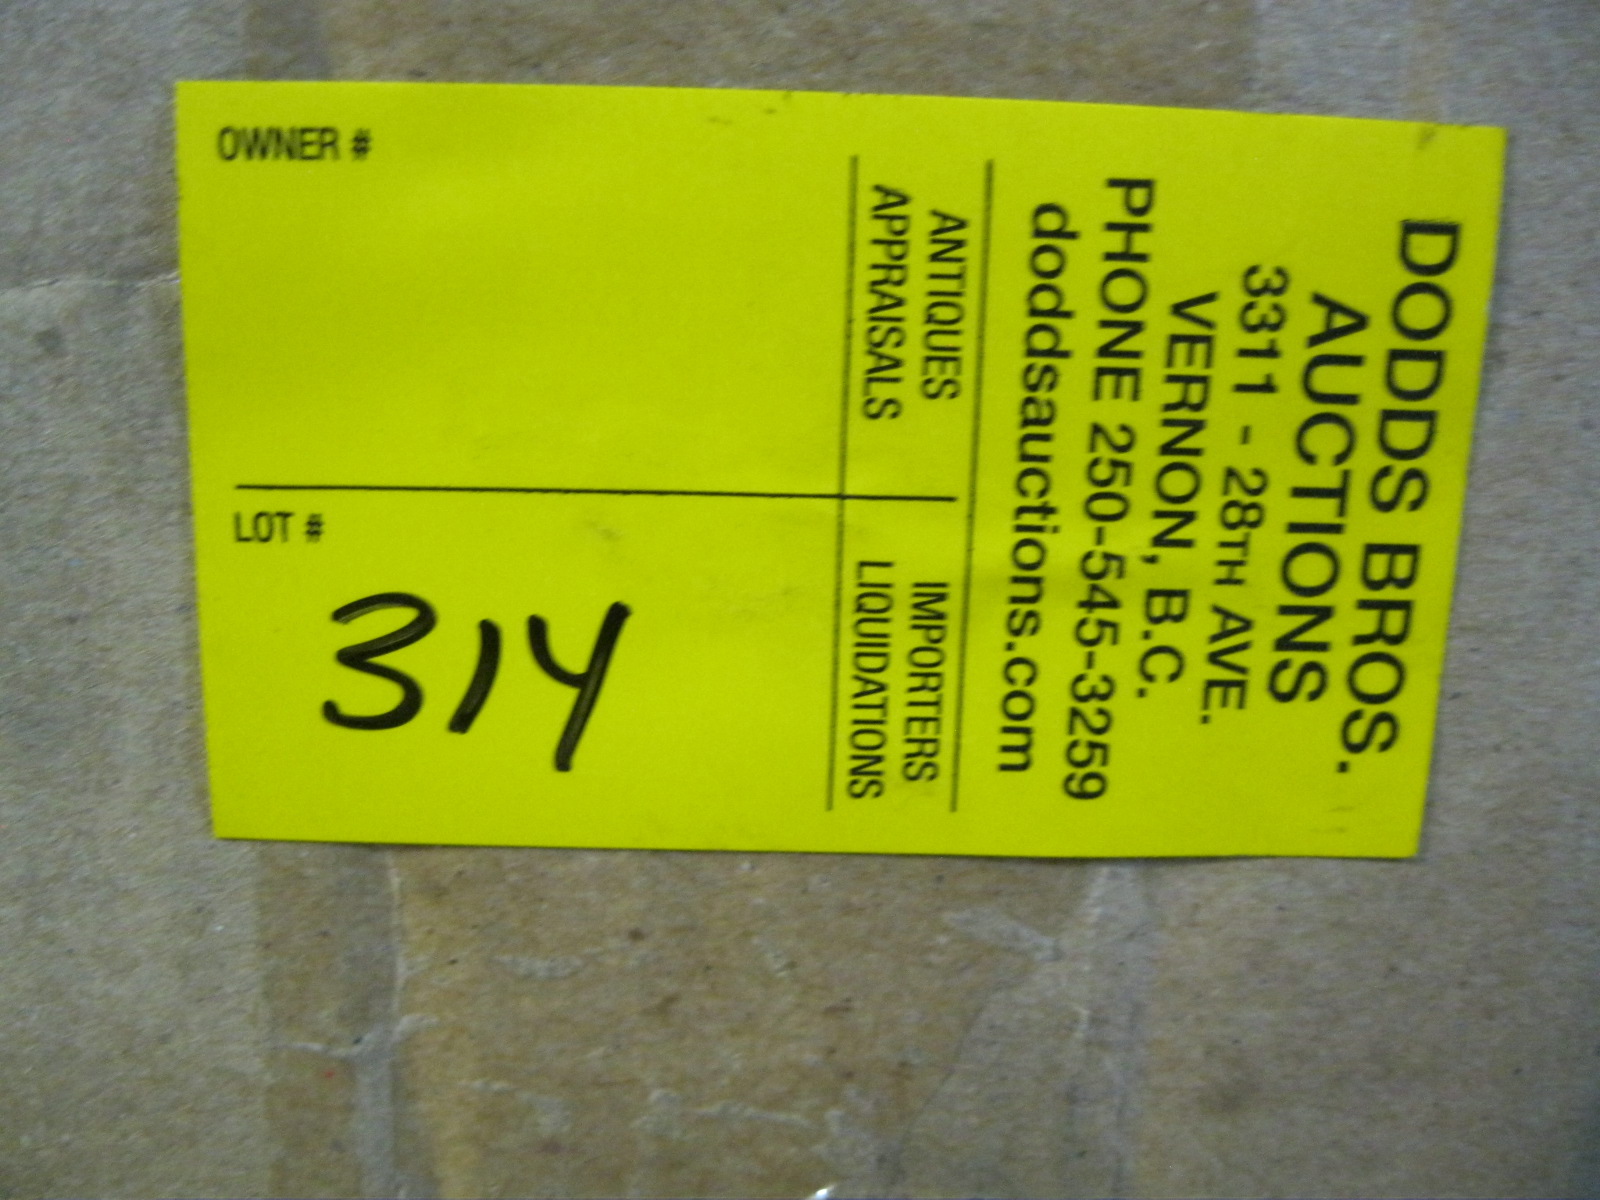 DODDS BROS.
AUCTIONS
3311 - 28TH AVE.
VERNON, B.C.
PHONE 250-545-3259
doddsauctions.com
ANTIQUES
APPRAISALS
IMPORTERS
LIQUIDATIONS
OWNER #
LOT #
314